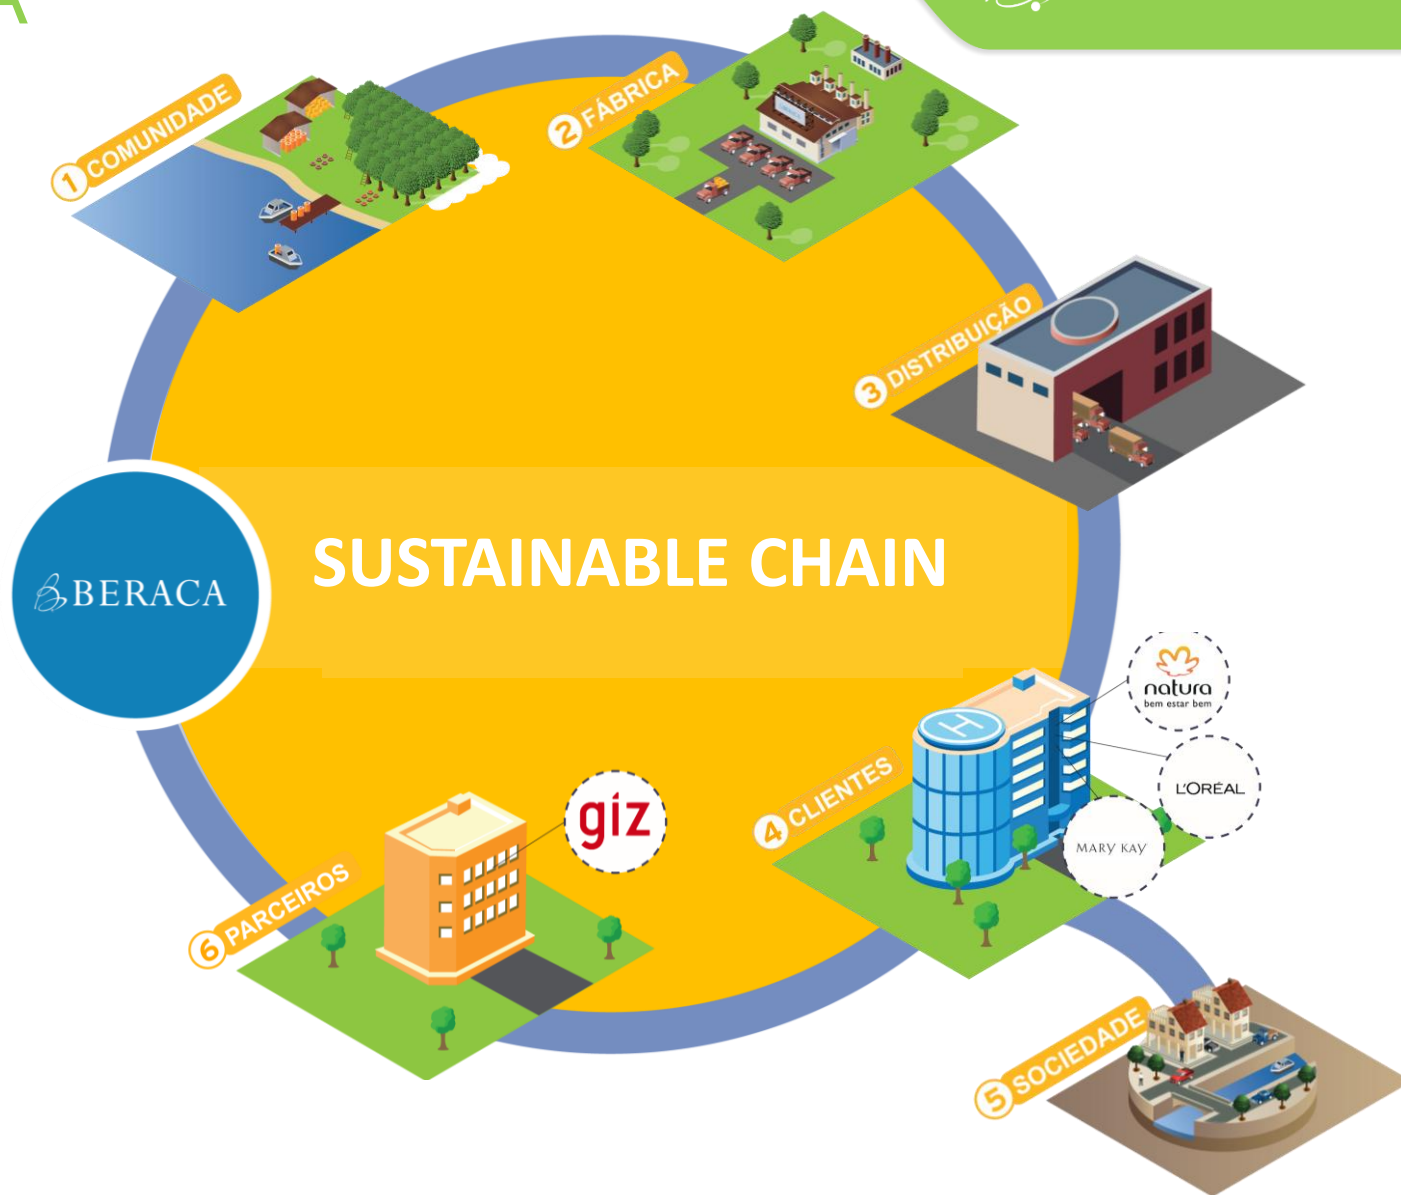 A
1 COMUNIDADE
2 FÁBRICA
3 DISTRIBUIÇÃO
BERACA
SUSTAINABLE CHAIN
natura
bem estar bem
L'ORÉAL
MARY KAY
4 CLIENTES
giz
6 PARCEIROS
5 SOCIEDADE
H